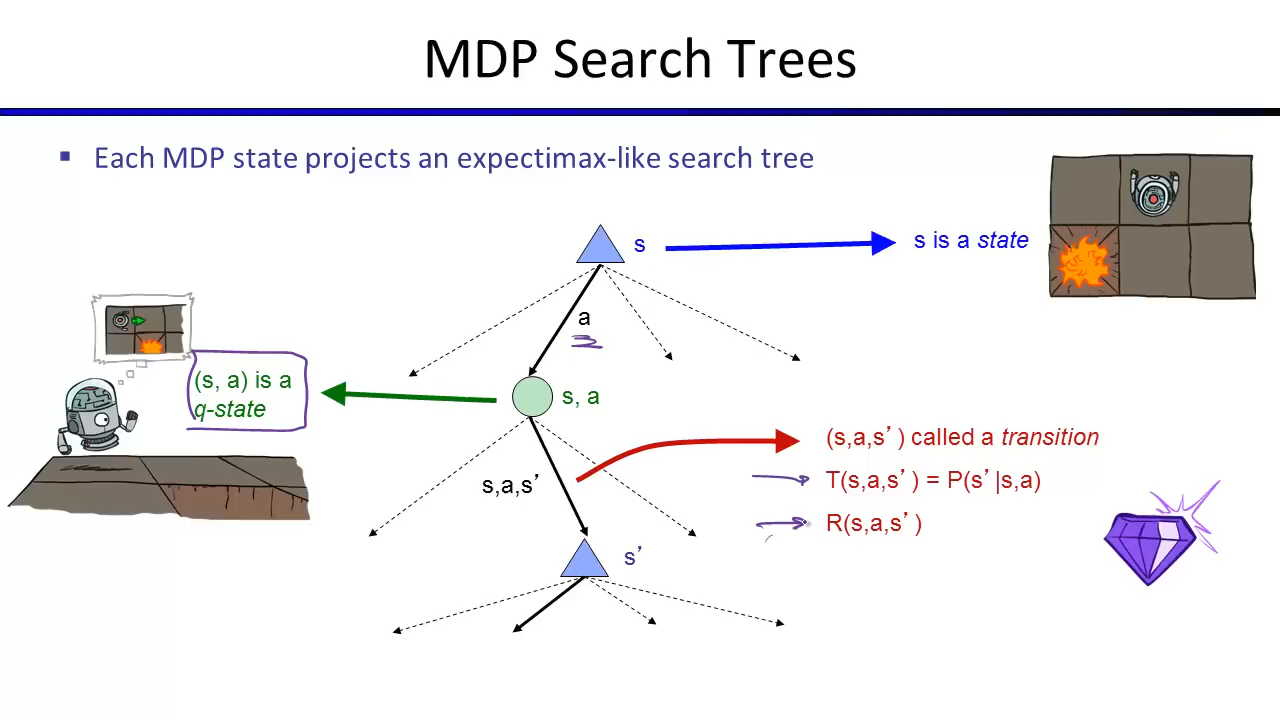 MDP Search Trees
▪ Each MDP state projects an expectimax-like search tree
s
s is a state
a
(s, a) is a
q-state
s, a
(s,a,s’) called a transition
s,a,s’
T(s,a,s’) = P(s’|s,a)
R(s,a,s’)
s’